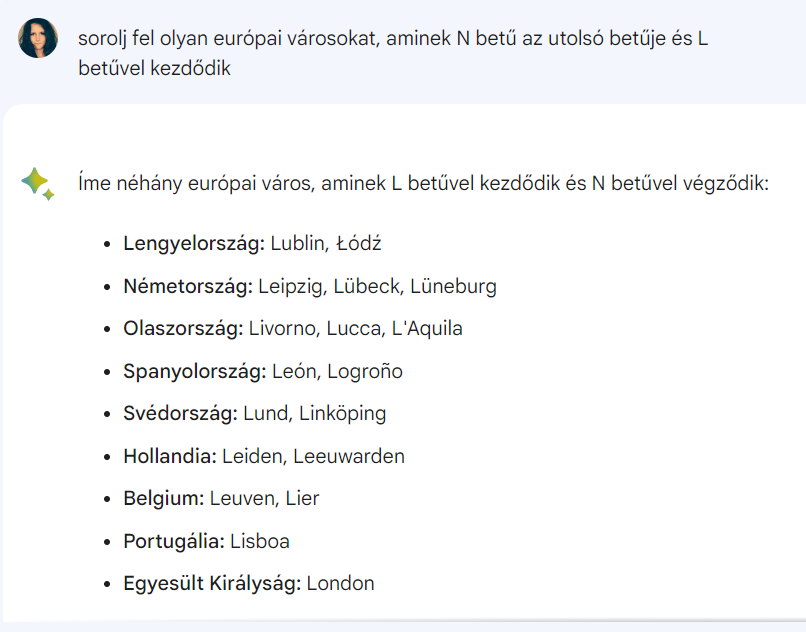 sorolj fel olyan európai városokat, aminek N betű az utolsó betűje és L
betűvel kezdődik
Íme néhány európai város, aminek L betűvel kezdődik és N betűvel végződik:
• Lengyelország: Lublin, Łódź
• Németország: Leipzig, Lübeck, Lüneburg
• Olaszország: Livorno, Lucca, L'Aquila
• Spanyolország: León, Logroño
• Svédország: Lund, Linköping
• Hollandia: Leiden, Leeuwarden
• Belgium: Leuven, Lier
• Portugália: Lisboa
• Egyesült Királyság: London